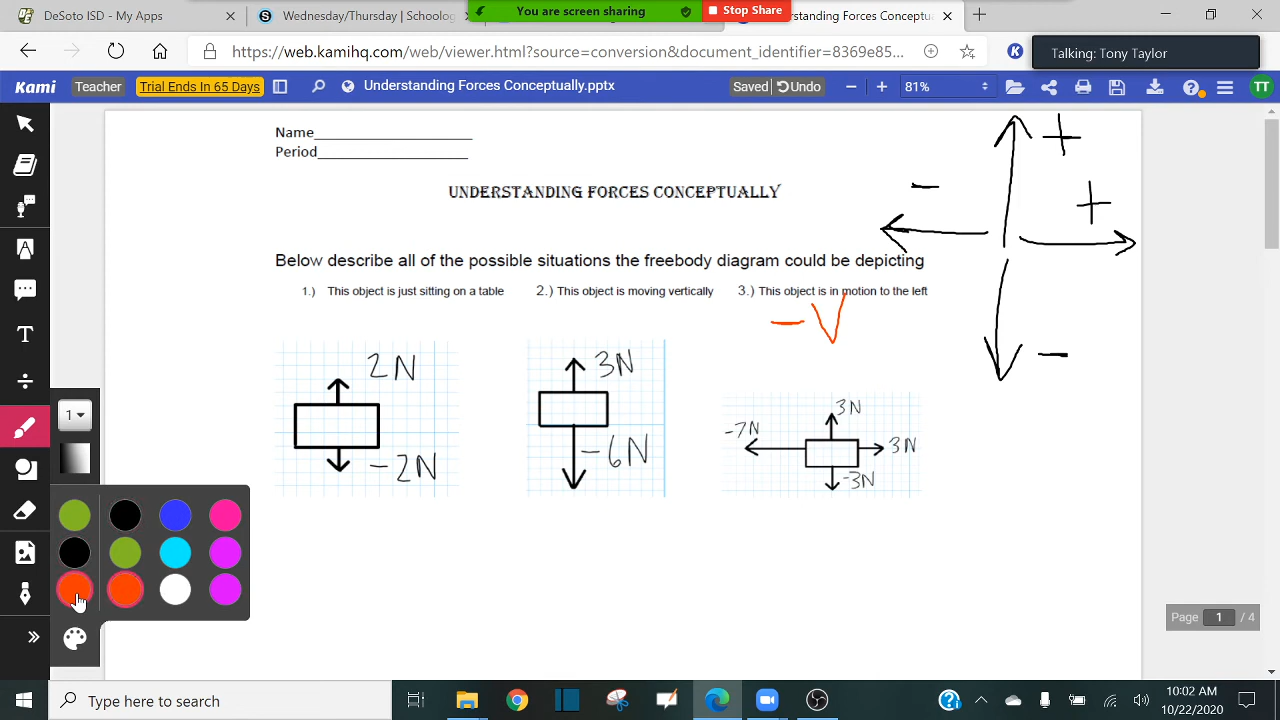 DeSoto ISD - My Apps
Wednesday/Thursday | Schoolog
You are screen sharing
Stop Share
Understanding Forces Conceptu
https://web.kamihq.com/web/viewer.html?source=conversion&document_identifier=8369e85...
Talking: Tony Taylor
Kami
Teacher
Trial Ends In 65 Days
Understanding Forces Conceptually.pptx
Saved
Undo
81%
TT
Name
Period
UNDERSTANDING FORCES CONCEPTUALLY
+
-
+
-
Below describe all of the possible situations the freebody diagram could be depicting
1.) This object is just sitting on a table
2.) This object is moving vertically
3.) This object is in motion to the left
-V
2N
-2N
3N
-6N
-7N
3N
3N
-3N
1
Page 1 / 4
Type here to search
10:02 AM
10/22/2020